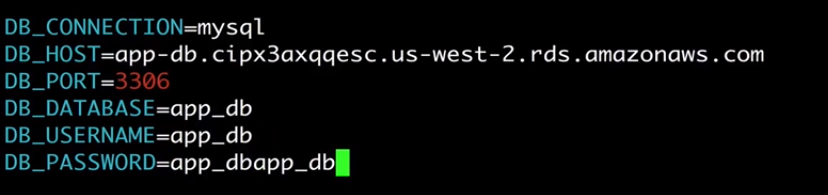 DB_CONNECTION=mysql
DB_HOST=app-db.cipx3axqqesc.us-west-2.rds.amazonaws.com
DB_PORT=3306
DB_DATABASE=app_db
DB_USERNAME=app_db
DB_PASSWORD=app_dbapp_db